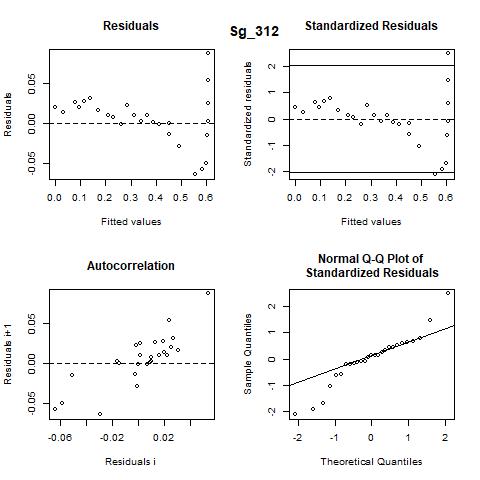 Sg_312
Residuals
Residuals
0.05
0.00
-0.05
0.0 0.1 0.2 0.3 0.4 0.5 0.6
Fitted values
Standardized Residuals
Standardized residuals
2
1
0
-1
-2
0.0 0.1 0.2 0.3 0.4 0.5 0.6
Fitted values
Autocorrelation
Residuals i+1
0.05
0.00
-0.05
-0.06 -0.02 0.02
Residuals i
Normal Q-Q Plot of
Standardized Residuals
Sample Quantiles
2
1
0
-1
-2
-2 -1 0 1 2
Theoretical Quantiles